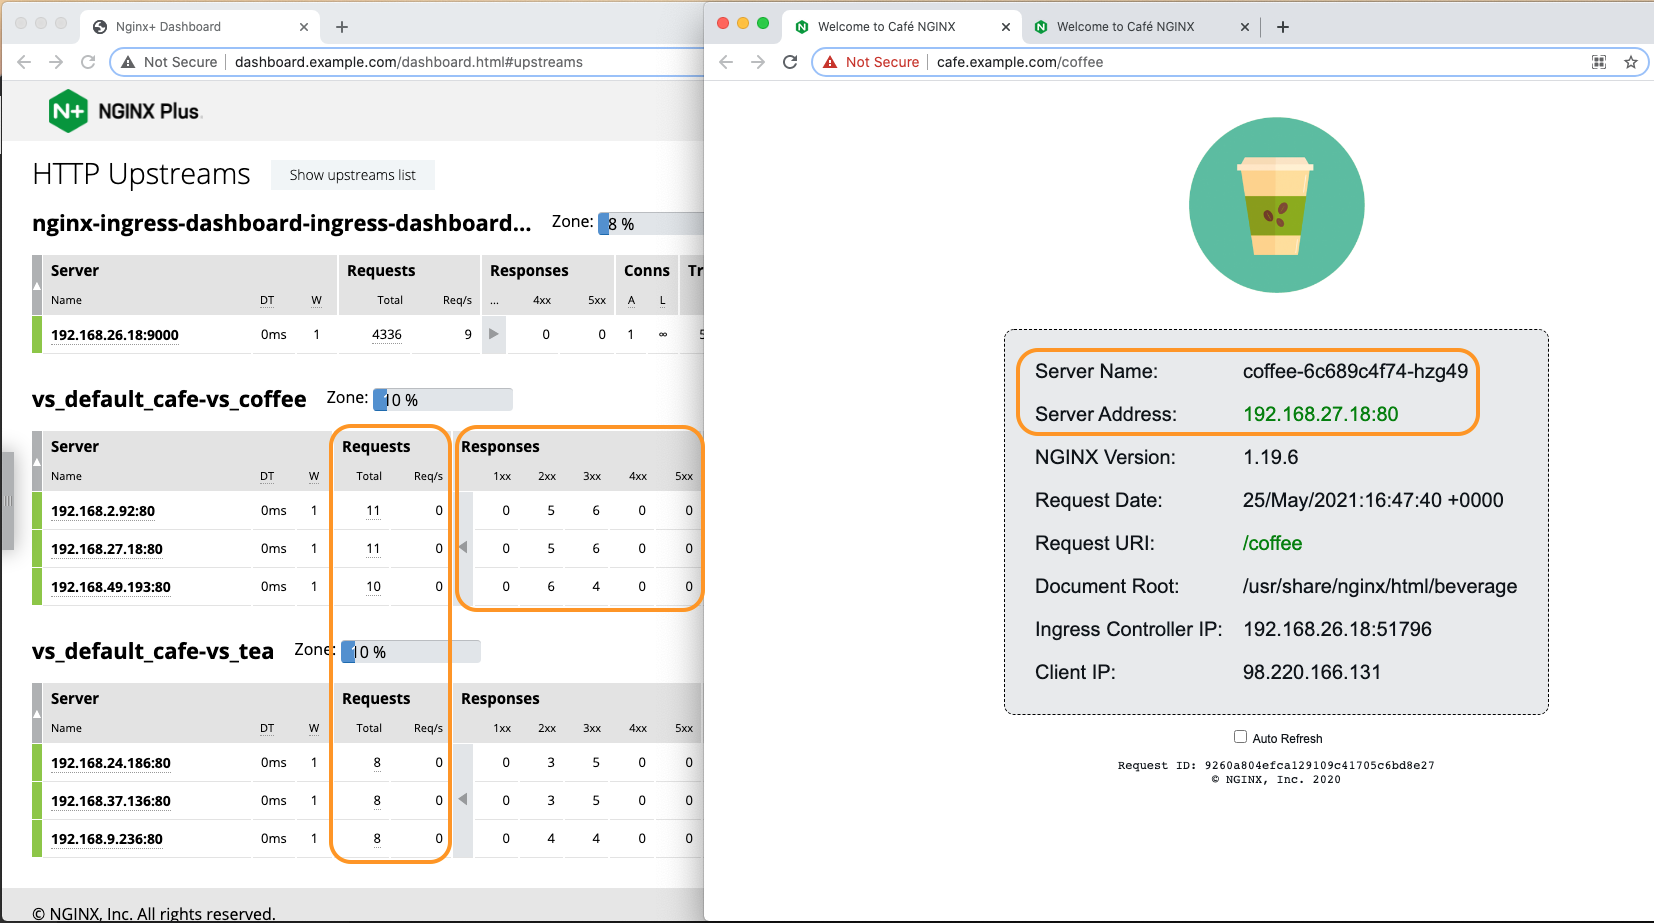 Nginx+ Dashboard
Not Secure dashboard.example.com/dashboard.html#upstreams
N+ NGINX Plus
HTTP Upstreams Show upstreams list
nginx-ingress-dashboard-ingress-dashboard... Zone: 8 %
Server Requests Responses Conns Tr
Name DT W Total Req/s ... 4xx 5xx A L
192.168.26.18:9000 0ms 1 4336 9 0 0 1 ∞ 5
vs_default_cafe-vs_coffee Zone: 10 %
Server Requests Responses
Name DT W Total Req/s 1xx 2xx 3xx 4xx 5xx
192.168.2.92:80 0ms 1 11 0 0 5 6 0 0
192.168.27.18:80 0ms 1 11 0 0 5 6 0 0
192.168.49.193:80 0ms 1 10 0 0 6 4 0 0
vs_default_cafe-vs_tea Zone: 10 %
Server Requests Responses
Name DT W Total Req/s 1xx 2xx 3xx 4xx 5xx
192.168.24.186:80 0ms 1 8 0 0 3 5 0 0
192.168.37.136:80 0ms 1 8 0 0 3 5 0 0
192.168.9.236:80 0ms 1 8 0 0 4 4 0 0
© NGINX, Inc. All rights reserved.
Welcome to Café NGINX Welcome to Café NGINX
Not Secure cafe.example.com/coffee
Server Name: coffee-6c689c4f74-hzg49
Server Address: 192.168.27.18:80
NGINX Version: 1.19.6
Request Date: 25/May/2021:16:47:40 +0000
Request URI: /coffee
Document Root: /usr/share/nginx/html/beverage
Ingress Controller IP: 192.168.26.18:51796
Client IP: 98.220.166.131
Auto Refresh
Request ID: 9260a804efca129109c41705c6bd8e27
© NGINX, Inc. 2020